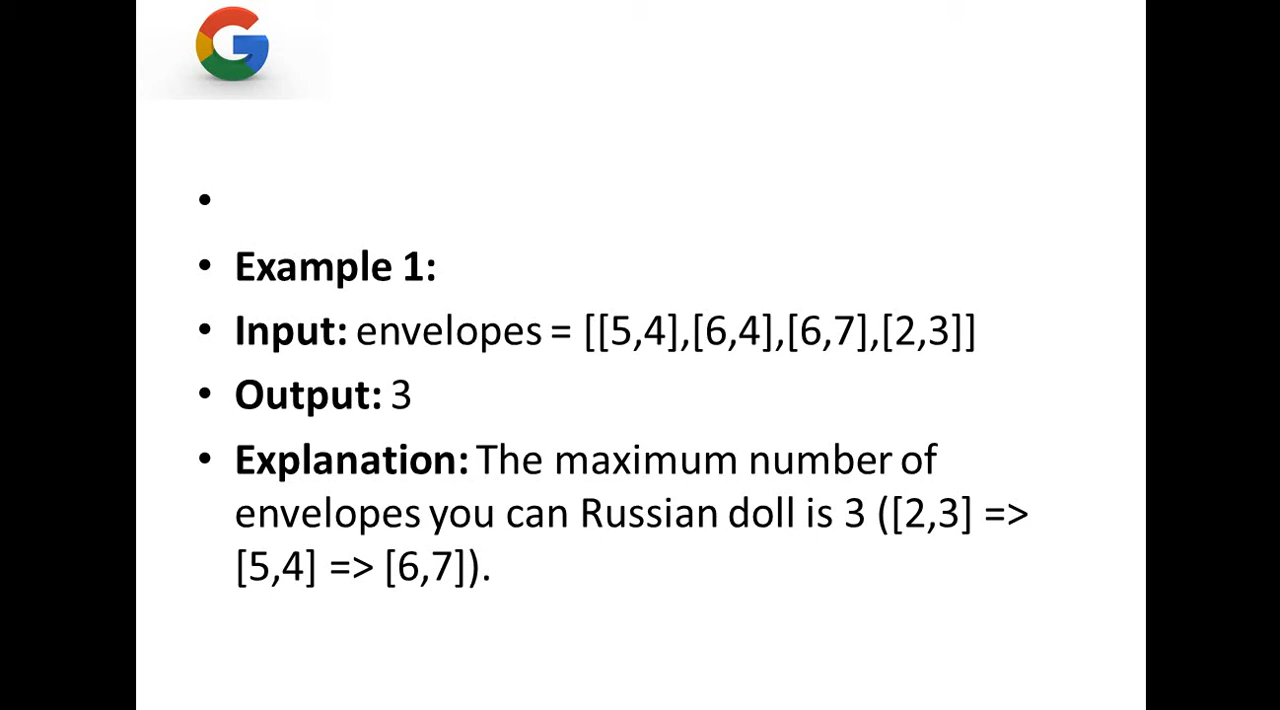 G
• 
• Example 1:
• Input: envelopes = [[5,4],[6,4],[6,7],[2,3]]
• Output: 3
• Explanation: The maximum number of
envelopes you can Russian doll is 3 ([2,3] =>
[5,4] => [6,7]).